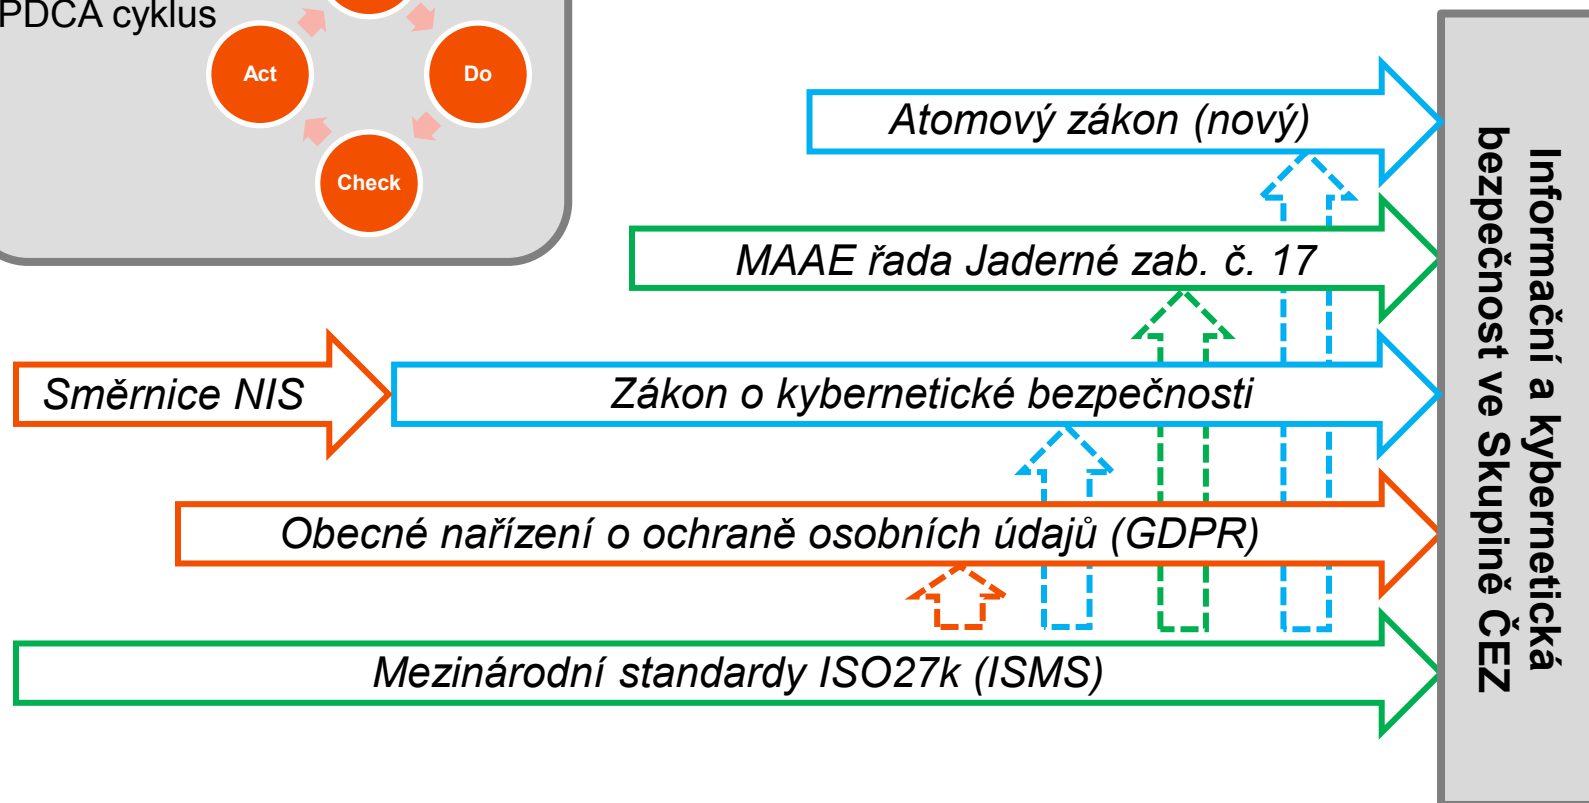 PDCA cyklus
Act
Do
Check
Atomový zákon (nový)
MAAE řada Jaderné zab. č. 17
Směrnice NIS
Zákon o kybernetické bezpečnosti
Obecné nařízení o ochraně osobních údajů (GDPR)
Mezinárodní standardy ISO27k (ISMS)
Informační a kybernetická
bezpečnost ve Skupině ČEZ